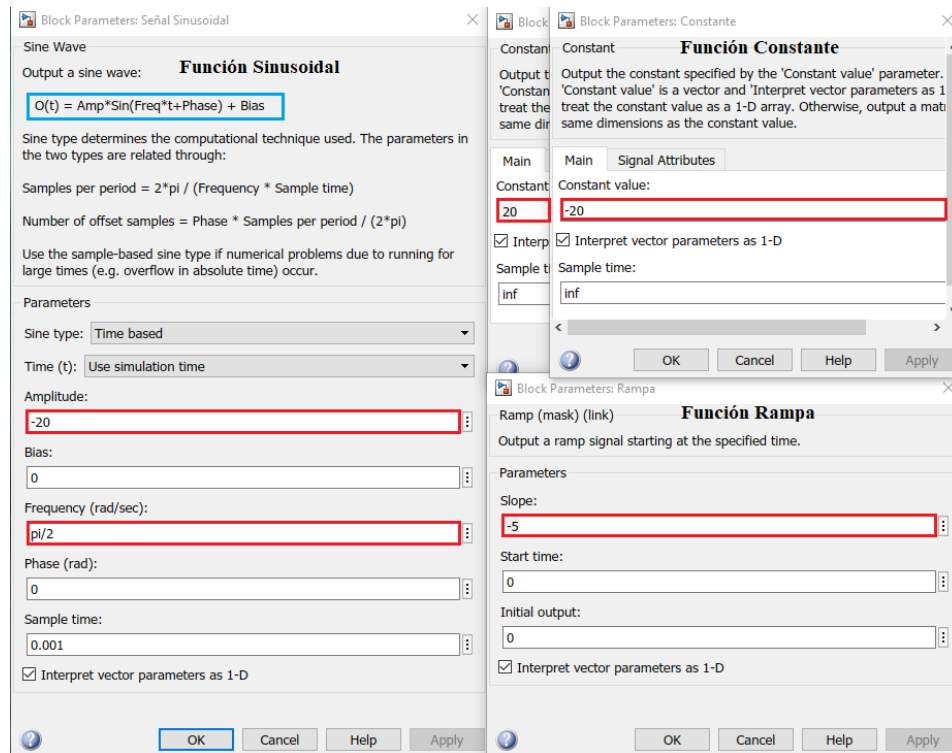 Block Parameters: Señal Sinusoidal
Sine Wave
Función Sinusoidal
Output a sine wave:
O(t) = Amp*Sin(Freq*t+Phase) + Bias
Sine type determines the computational technique used. The parameters in
the two types are related through:
Samples per period = 2*pi / (Frequency * Sample time)
Number of offset samples = Phase * Samples per period / (2*pi)
Use the sample-based sine type if numerical problems due to running for
large times (e.g. overflow in absolute time) occur.
Parameters
Sine type: Time based
Time (t): Use simulation time
Amplitude:
-20
Bias:
0
Frequency (rad/sec):
pi/2
Phase (rad):
0
Sample time:
0.001
Interpret vector parameters as 1-D
OK Cancel Help Apply
Block
Constan
Output t
'Constan
treat the
same dir
Main
Constant
20
Interp
Sample ti
inf
Block Parameters: Constante
Constant
Función Constante
Output the constant specified by the 'Constant value' parameter.
'Constant value' is a vector and 'Interpret vector parameters as 1
treat the constant value as a 1-D array. Otherwise, output a mat
same dimensions as the constant value.
Main Signal Attributes
Constant value:
-20
Interpret vector parameters as 1-D
Sample time:
inf
OK Cancel Help Apply
Block Parameters: Rampa
Ramp (mask) (link)
Función Rampa
Output a ramp signal starting at the specified time.
Parameters
Slope:
-5
Start time:
0
Initial output:
0
Interpret vector parameters as 1-D
OK Cancel Help Apply